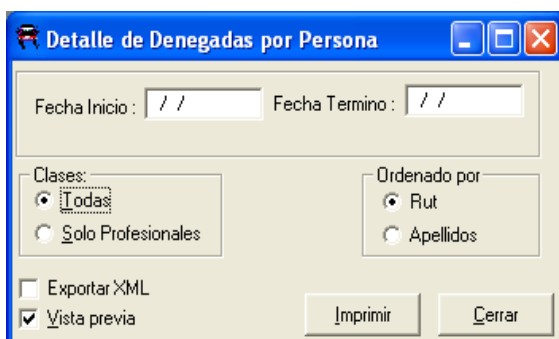 Detalle de Denegadas por Persona
Fecha Inicio : / / Fecha Termino : / /
Clases: Ordenado por
Todas Rut
Solo Profesionales Apellidos
Exportar XML
Vista previa Imprimir Cerrar